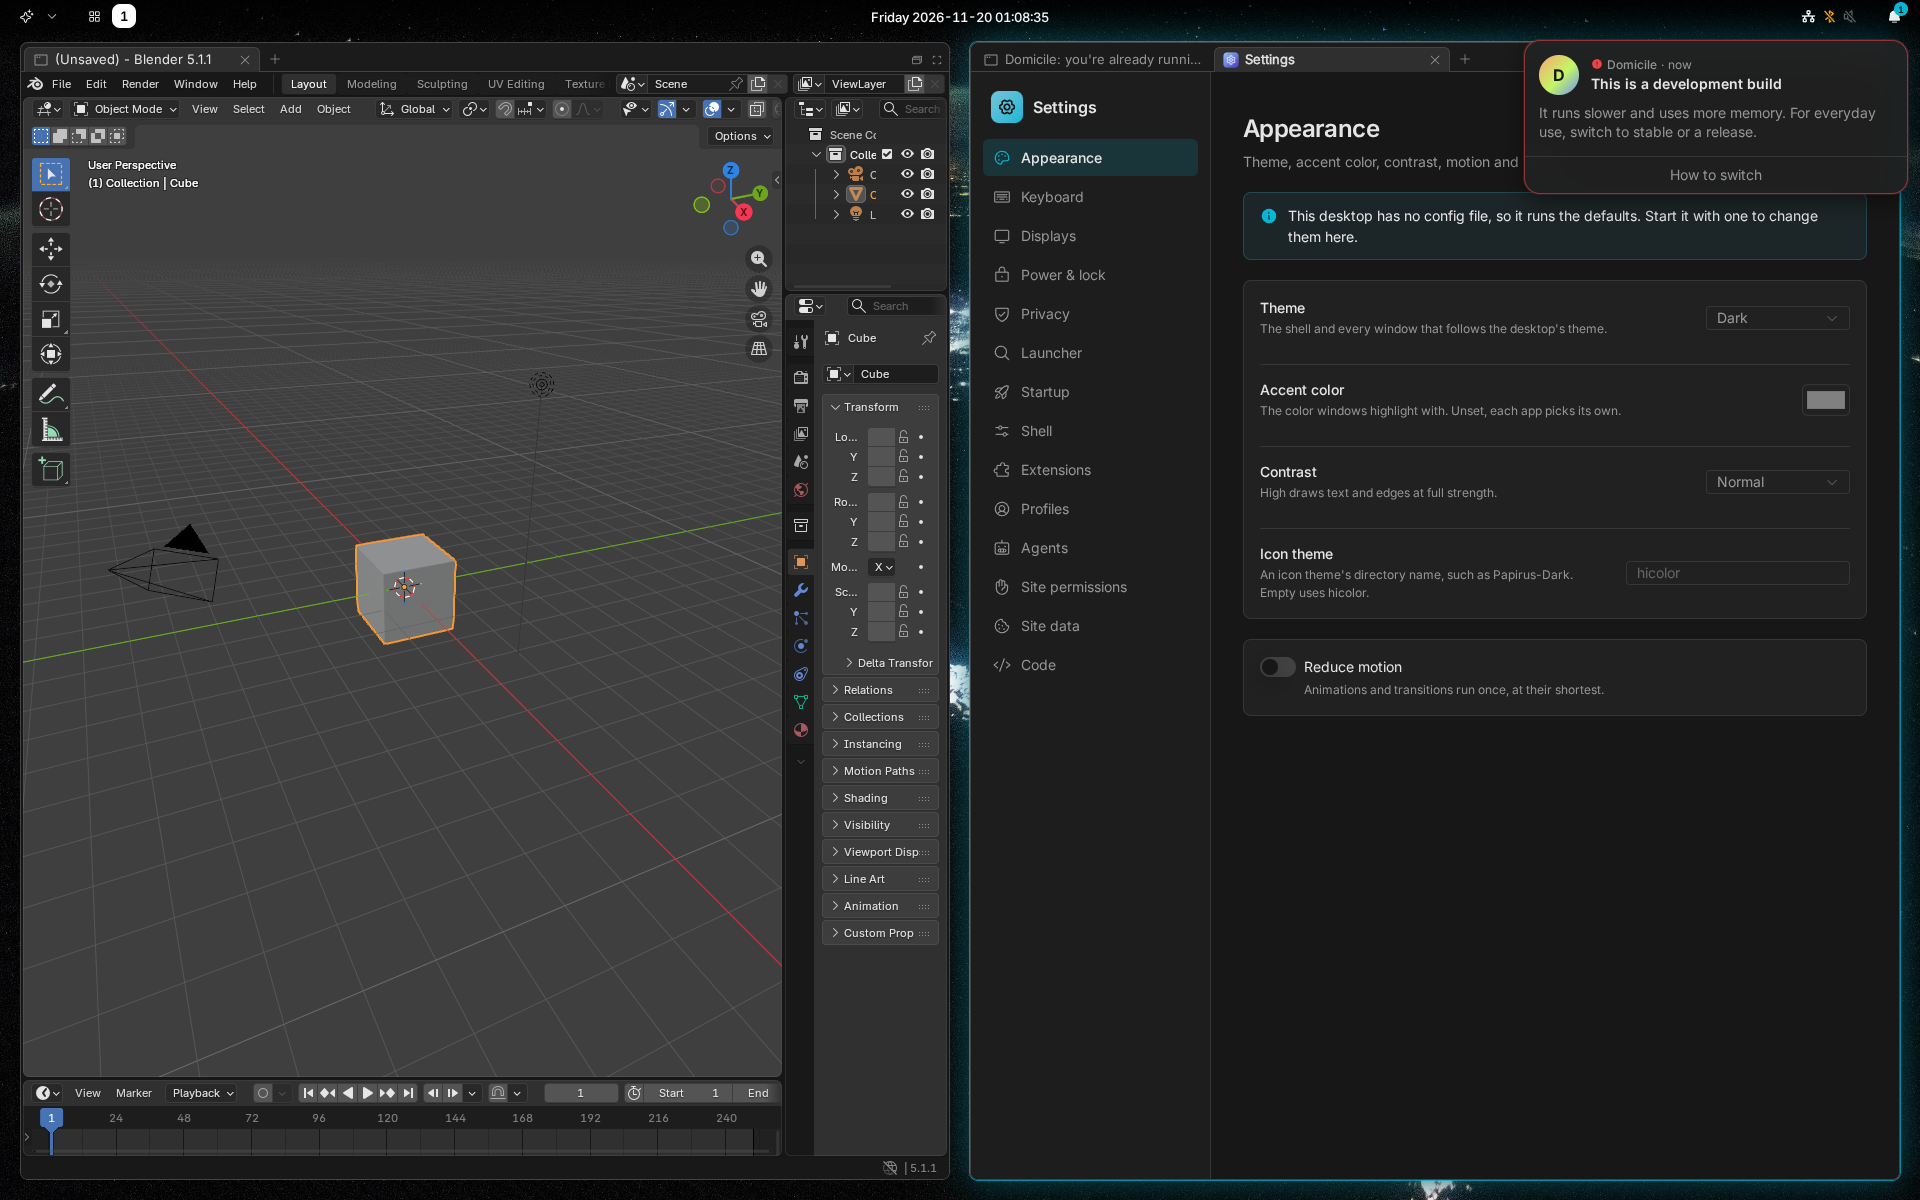 1
Friday 2026-11-20 01:08:35
1
(Unsaved) - Blender 5.1.1
File Edit Render Window Help
Layout Modeling Sculpting UV Editing Texture
Scene
ViewLayer
Object Mode
View Select Add Object
Global
Search
Options
User Perspective
(1) Collection | Cube
Z
Y
X
Scene Cc
Colle
C
C
L
Search
Cube
Cube
Transform
Lo...
Y
Z
Ro...
Y
Z
Mo... X
Sc...
Y
Z
Delta Transfor
Relations
Collections
Instancing
Motion Paths
Shading
Visibility
Viewport Disp
Line Art
Animation
Custom Prop
View Marker Playback
1
Start 1 End
1 24 48 72 96 120 144 168 192 216 240
5.1.1
Domicile: you're already runni...
Settings
Settings
Appearance
Keyboard
Displays
Power & lock
Privacy
Launcher
Startup
Shell
Extensions
Profiles
Agents
Site permissions
Site data
Code
Appearance
Theme, accent color, contrast, motion and
This desktop has no config file, so it runs the defaults. Start it with one to change
them here.
Theme
The shell and every window that follows the desktop's theme.
Dark
Accent color
The color windows highlight with. Unset, each app picks its own.
Contrast
High draws text and edges at full strength.
Normal
Icon theme
An icon theme's directory name, such as Papirus-Dark.
Empty uses hicolor.
hicolor
Reduce motion
Animations and transitions run once, at their shortest.
D
Domicile · now
This is a development build
It runs slower and uses more memory. For everyday
use, switch to stable or a release.
How to switch